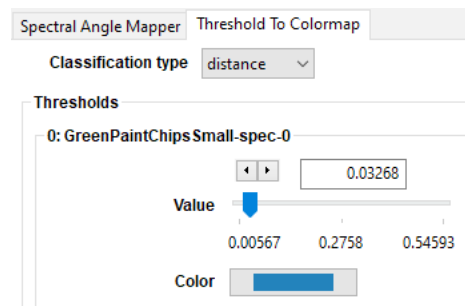 Spectral Angle Mapper Threshold To Colormap
Classification type distance
Thresholds
0: GreenPaintChipsSmall-spec-0
0.03268
Value
0.00567 0.2758 0.54593
Color